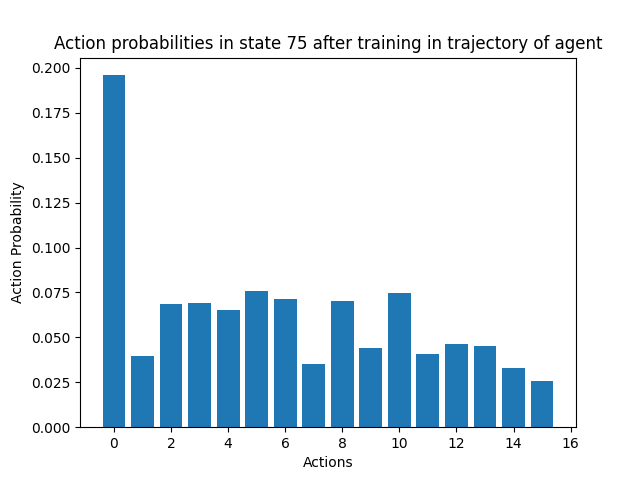 Action probabilities in state 75 after training in trajectory of agent
0.200
0.175
0.150
0.125
0.100
0.075
0.050
0.025
0.000
Action Probability
0 2 4 6 8 10 12 14 16
Actions